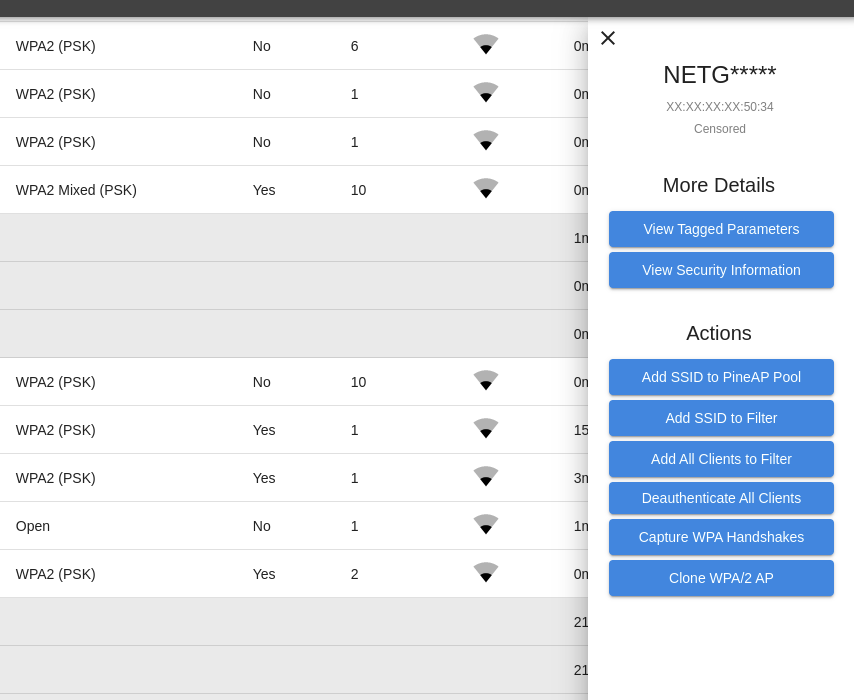 WPA2 (PSK) No 6 0m
WPA2 (PSK) No 1 0m
WPA2 (PSK) No 1 0m
WPA2 Mixed (PSK) Yes 10 0m
1m
0m
0m
WPA2 (PSK) No 10 0m
WPA2 (PSK) Yes 1 15
WPA2 (PSK) Yes 1 3m
Open No 1 1m
WPA2 (PSK) Yes 2 0m
21
21
NETG*****
XX:XX:XX:XX:50:34
Censored
More Details
View Tagged Parameters
View Security Information
Actions
Add SSID to PineAP Pool
Add SSID to Filter
Add All Clients to Filter
Deauthenticate All Clients
Capture WPA Handshakes
Clone WPA/2 AP